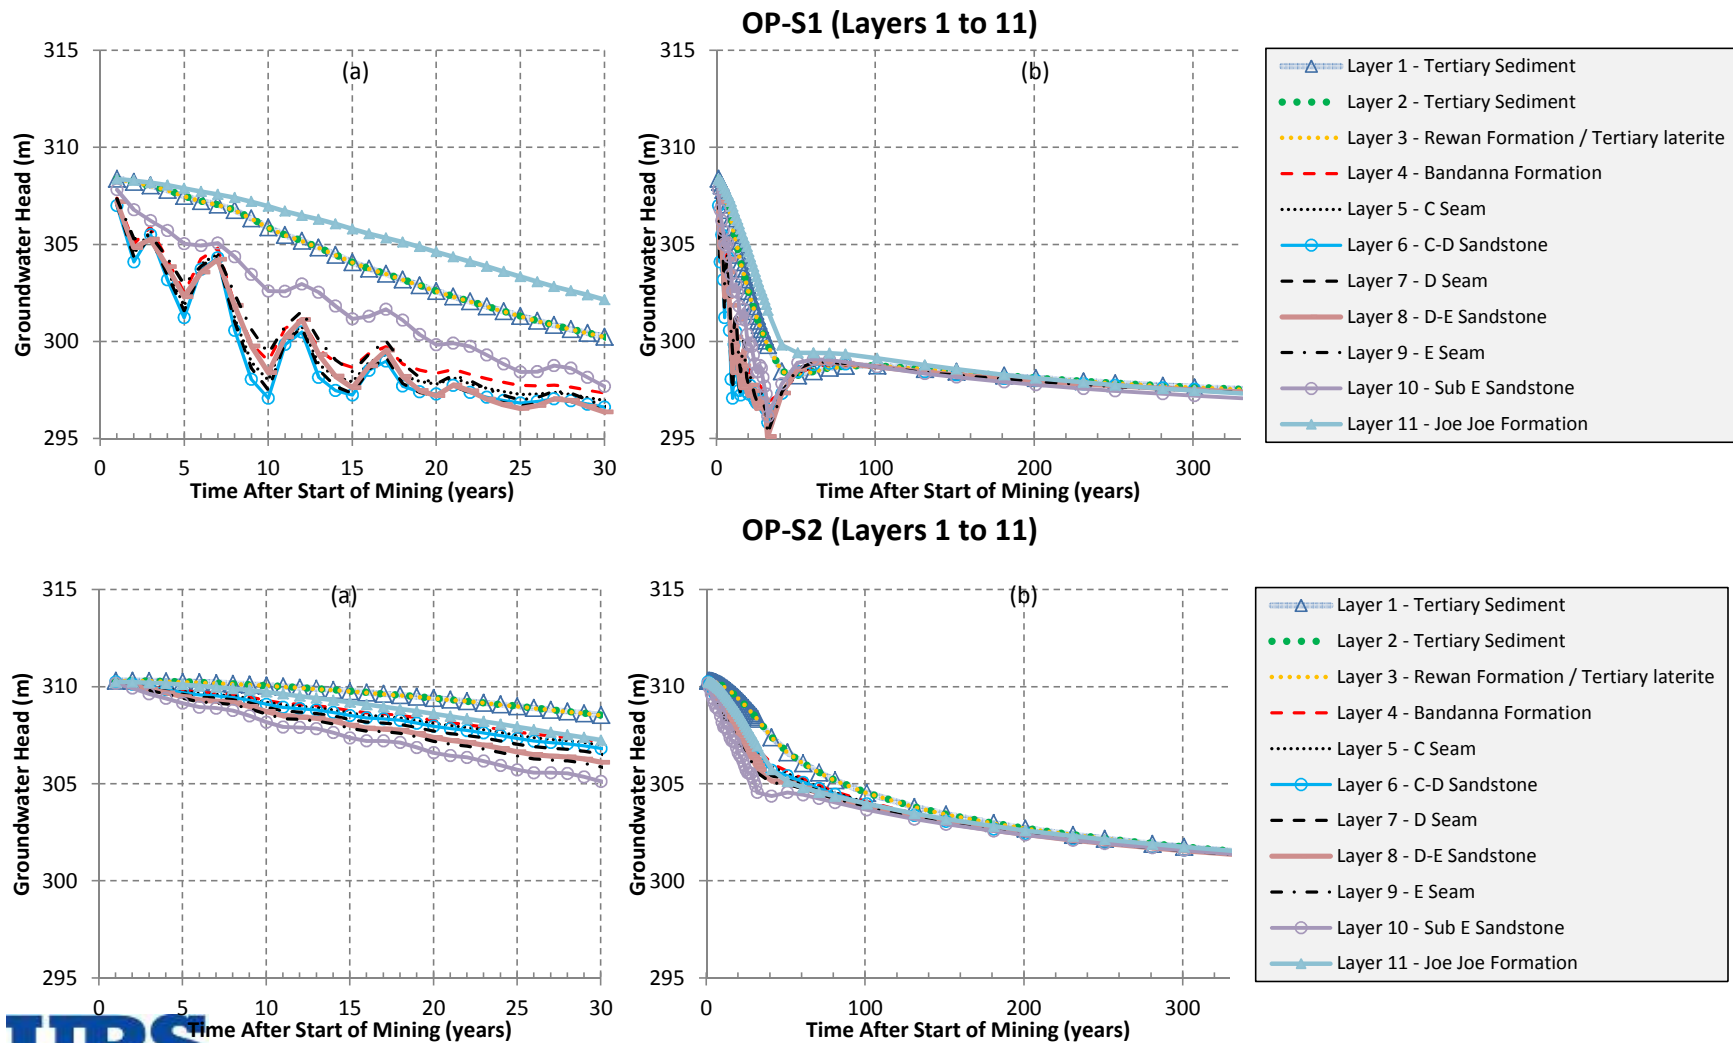 OP-S1 (Layers 1 to 11)
(a)
315
310
305
300
295
Groundwater Head (m)
0 5 10 15 20 25 30
Time After Start of Mining (years)
(b)
315
310
305
300
295
Groundwater Head (m)
0 100 200 300
Time After Start of Mining (years)
Layer 1 - Tertiary Sediment
Layer 2 - Tertiary Sediment
Layer 3 - Rewan Formation / Tertiary laterite
Layer 4 - Bandanna Formation
Layer 5 - C Seam
Layer 6 - C-D Sandstone
Layer 7 - D Seam
Layer 8 - D-E Sandstone
Layer 9 - E Seam
Layer 10 - Sub E Sandstone
Layer 11 - Joe Joe Formation
OP-S2 (Layers 1 to 11)
(a)
315
310
305
300
295
Groundwater Head (m)
0 5 10 15 20 25 30
Time After Start of Mining (years)
(b)
315
310
305
300
295
Groundwater Head (m)
0 100 200 300
Time After Start of Mining (years)
Layer 1 - Tertiary Sediment
Layer 2 - Tertiary Sediment
Layer 3 - Rewan Formation / Tertiary laterite
Layer 4 - Bandanna Formation
Layer 5 - C Seam
Layer 6 - C-D Sandstone
Layer 7 - D Seam
Layer 8 - D-E Sandstone
Layer 9 - E Seam
Layer 10 - Sub E Sandstone
Layer 11 - Joe Joe Formation
URS